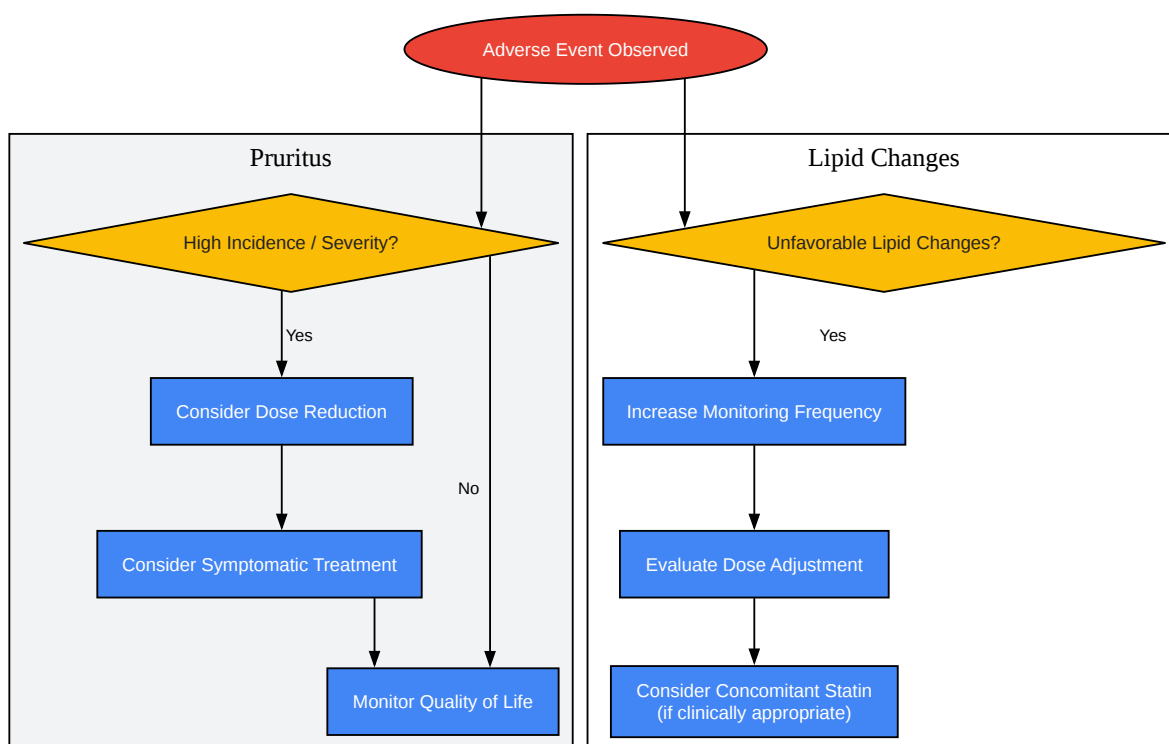 Adverse Event Observed
Pruritus
High Incidence / Severity?
Yes
Consider Dose Reduction
No
Consider Symptomatic Treatment
Monitor Quality of Life
Lipid Changes
Unfavorable Lipid Changes?
Yes
Increase Monitoring Frequency
Evaluate Dose Adjustment
Consider Concomitant Statin
(if clinically appropriate)